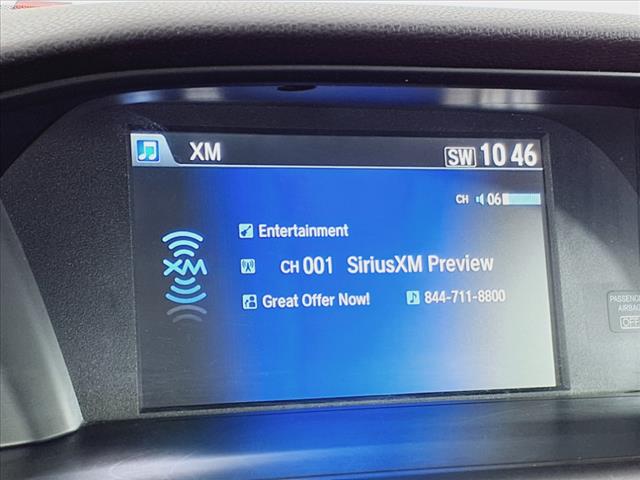 XM SW 10 46
CH 06
Entertainment
XM CH 001 SiriusXM Preview
Great Offer Now! 844-711-8800
PASSENGER
AIRBAG
OFF